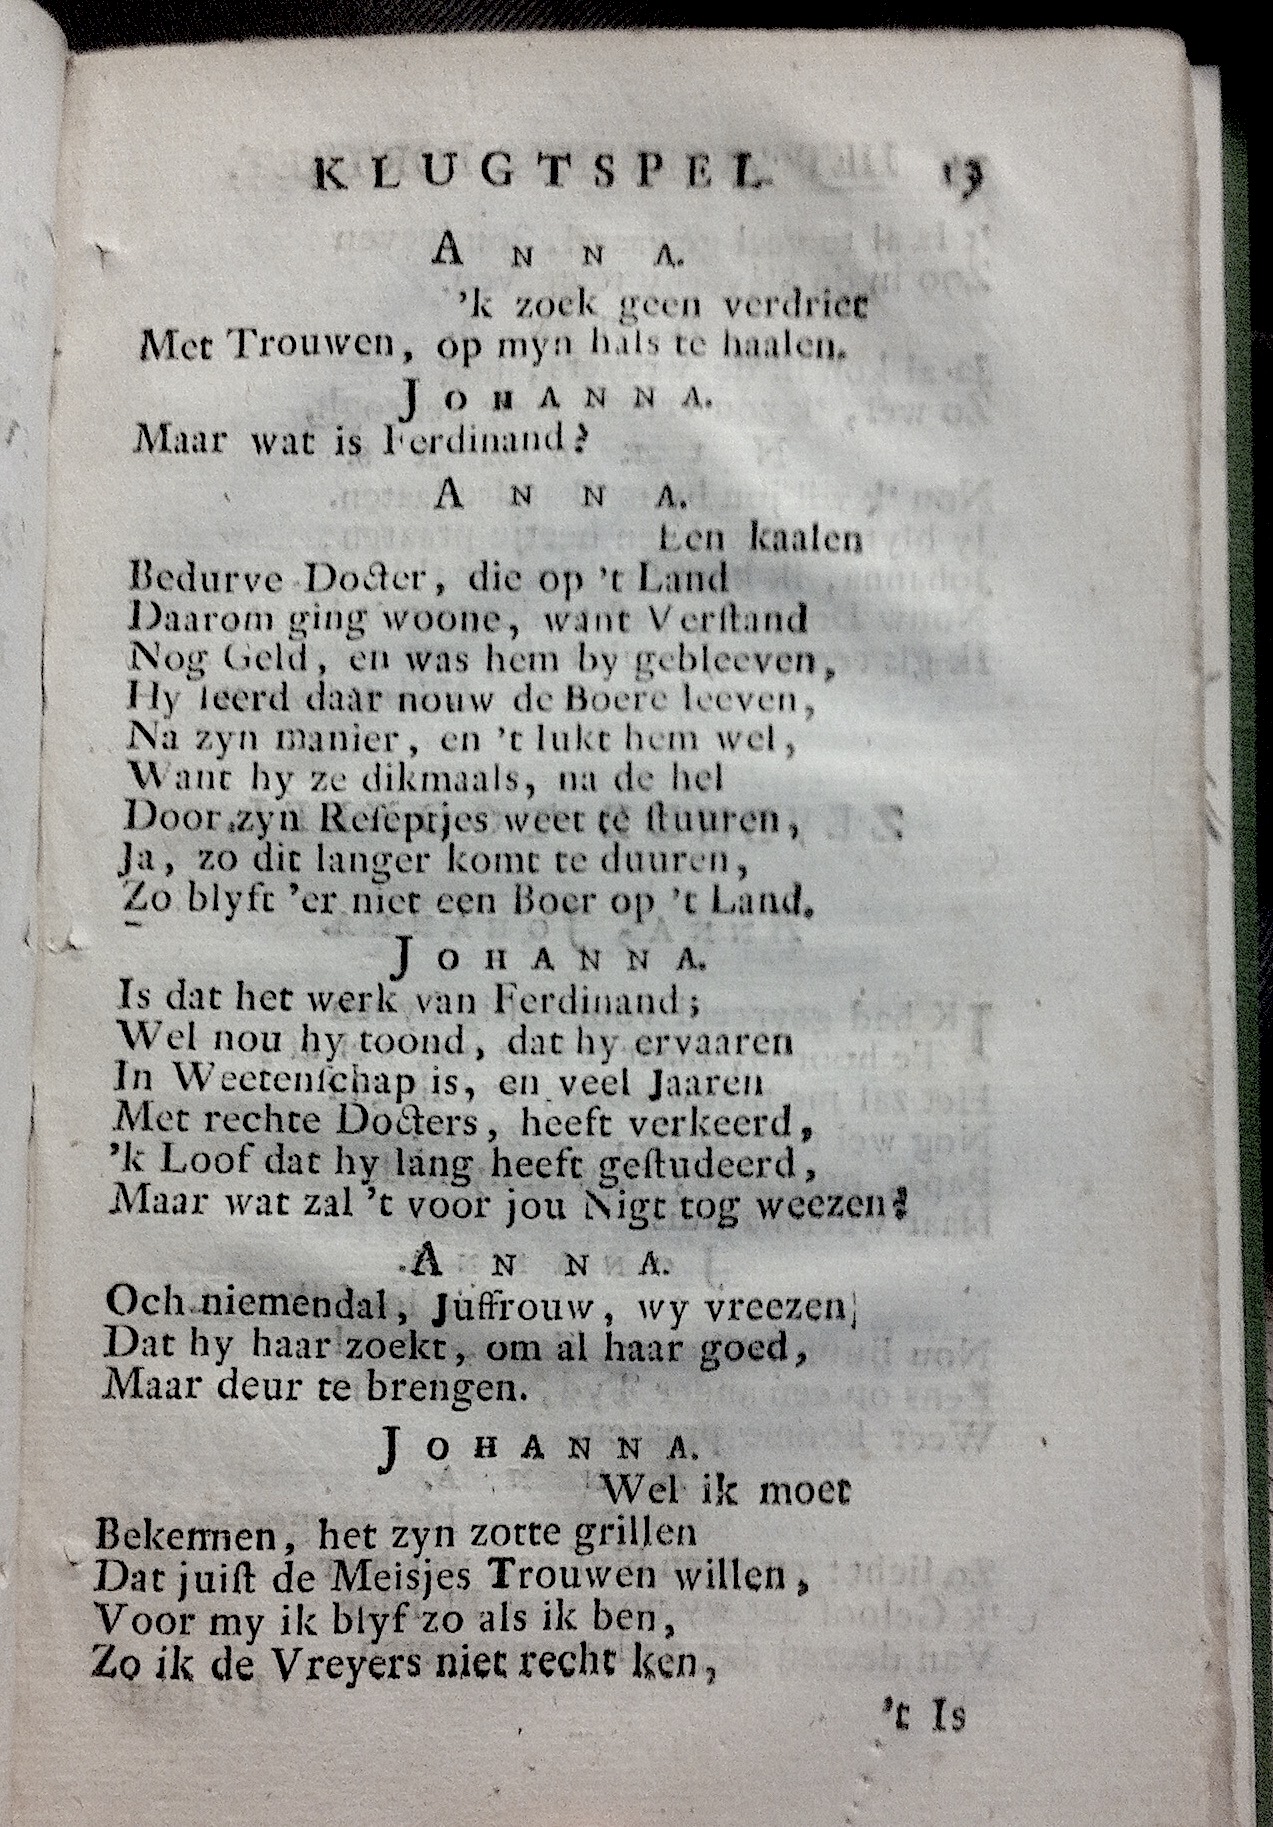 KLUGTSPEL. 13
ANNA.
'k zoek geen verdriet
Met Trouwen, op myn hals te haalen.
JOHANNA.
Maar wat is Ferdinand?
ANNA.
Een kaalen
Bedurve Docter, die op 't Land
Daarom ging woone, want Verſtand
Nog Geld, en was hem by gebleeven,
Hy leerd daar nouw de Boere leeven,
Na zyn manier, en 't lukt hem wel,
Want hy ze dikmaals, na de hel
Door zyn Reſeptjes weet te ſtuuren,
Ja, zo dit langer komt te duuren,
Zo blyft 'er niet een Boer op 't Land.
JOHANNA.
Is dat het werk van Ferdinand;
Wel nou hy toond, dat hy ervaaren
In Weetenſchap is, en veel Jaaren
Met rechte Docters, heeft verkeerd,
'k Loof dat hy lang heeft geſtudeerd,
Maar wat zal 't voor jou Nigt tog weezen?
ANNA.
Och niemendal, Juffrouw, wy vreezen,
Dat hy haar zoekt, om al haar goed,
Maar deur te brengen.
JOHANNA.
Wel ik moet
Bekennen, het zyn zotte grillen
Dat juiſt de Meisjes Trouwen willen,
Voor my ik blyf zo als ik ben,
Zo ik de Vreyers niet recht ken,
't Is